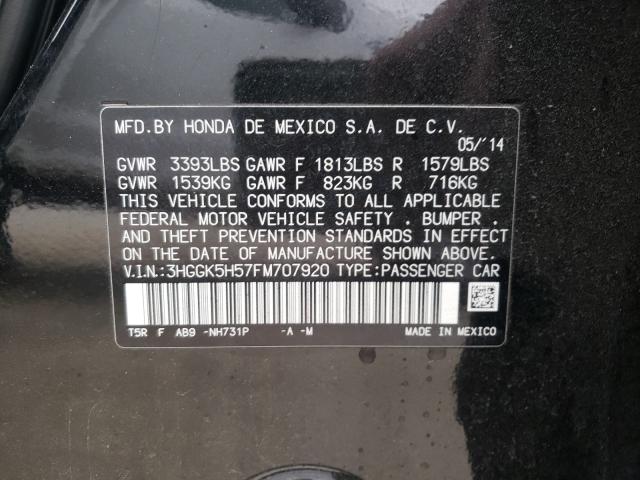 MFD.BY HONDA DE MEXICO S.A. DE C.V.
05/'14
GVWR 3393LBS GAWR F 1813LBS R 1579LBS
GVWR 1539KG GAWR F 823KG R 716KG
THIS VEHICLE CONFORMS TO ALL APPLICABLE
FEDERAL MOTOR VEHICLE SAFETY . BUMPER .
AND THEFT PREVENTION STANDARDS IN EFFECT
ON THE DATE OF MANUFACTURE SHOWN ABOVE.
V.I.N.:3HGGK5H57FM707920 TYPE:PASSENGER CAR
T5R F AB9 -NH731P -A -M MADE IN MEXICO